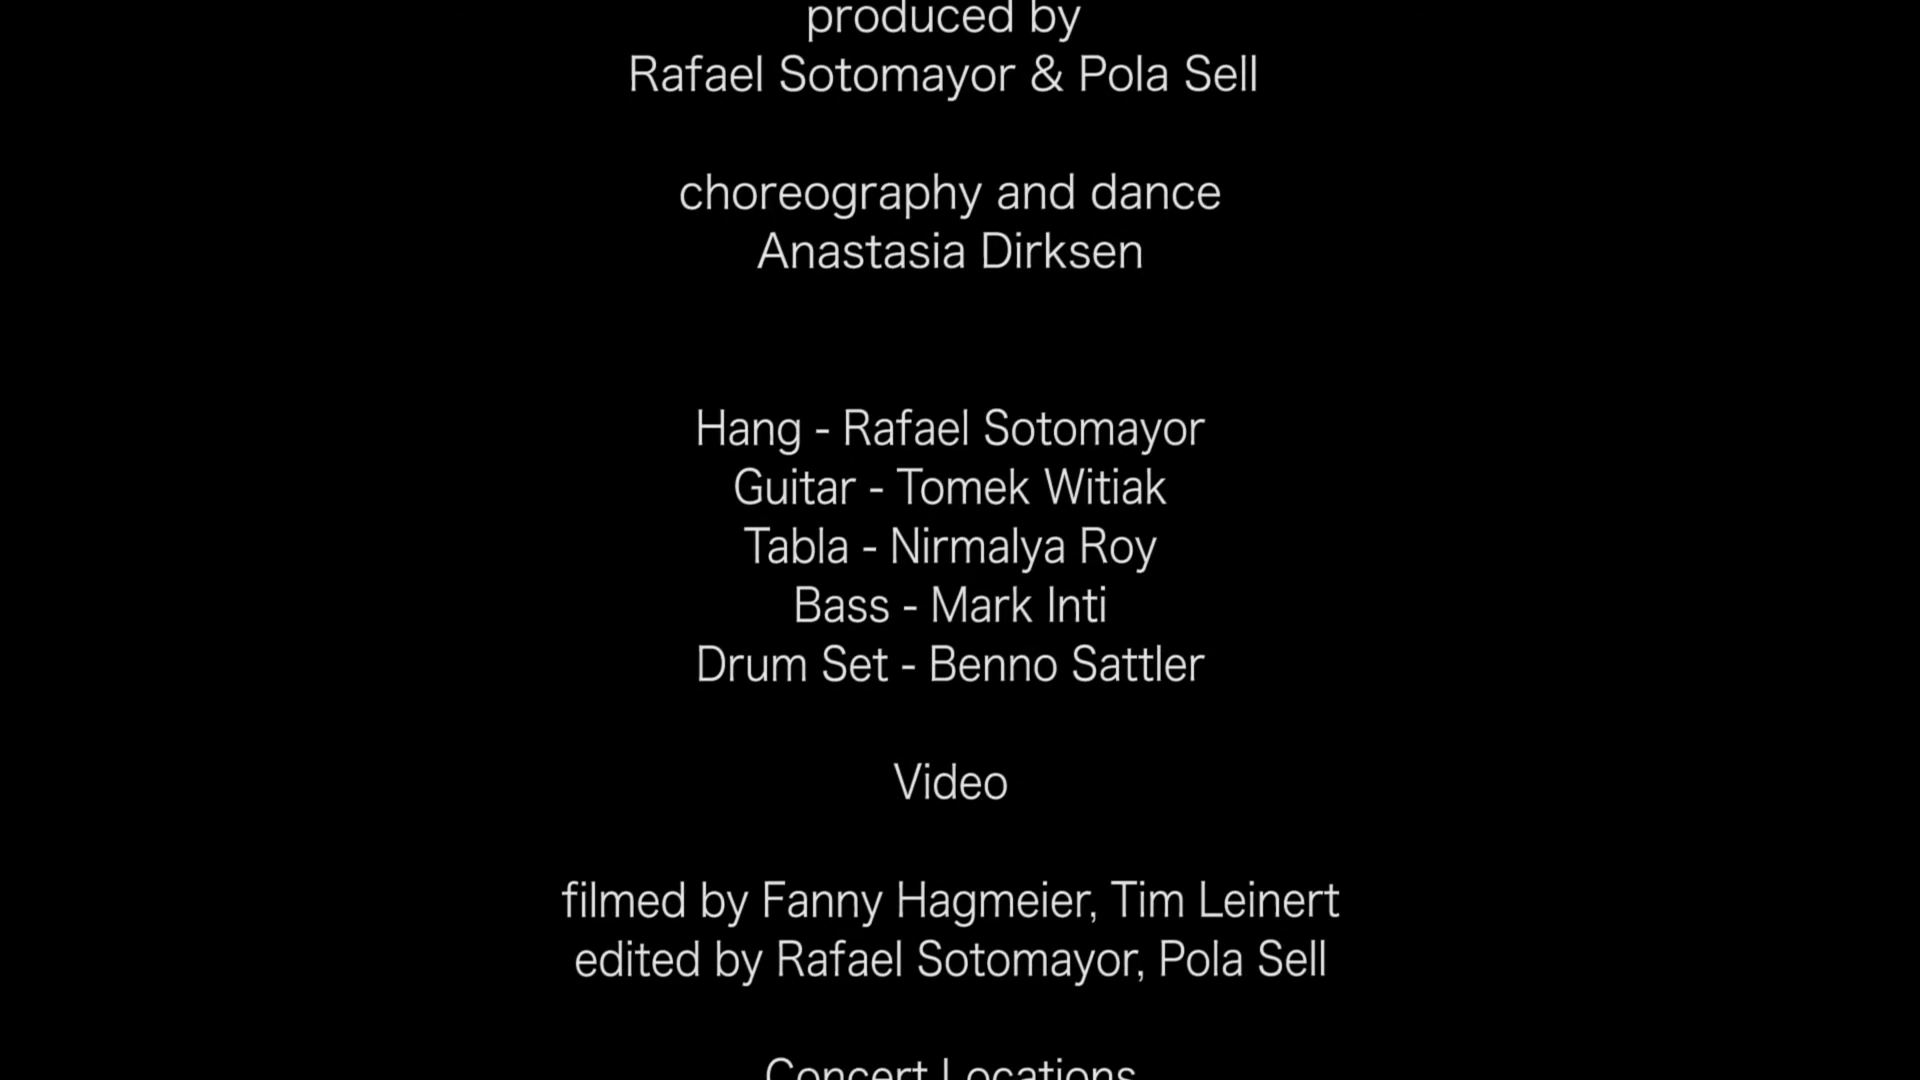 produced by
Rafael Sotomayor & Pola Sell
choreography and dance
Anastasia Dirksen
Hang - Rafael Sotomayor
Guitar - Tomek Witiak
Tabla - Nirmalya Roy
Bass - Mark Inti
Drum Set - Benno Sattler
Video
filmed by Fanny Hagmeier, Tim Leinert
edited by Rafael Sotomayor, Pola Sell
Concert Locations